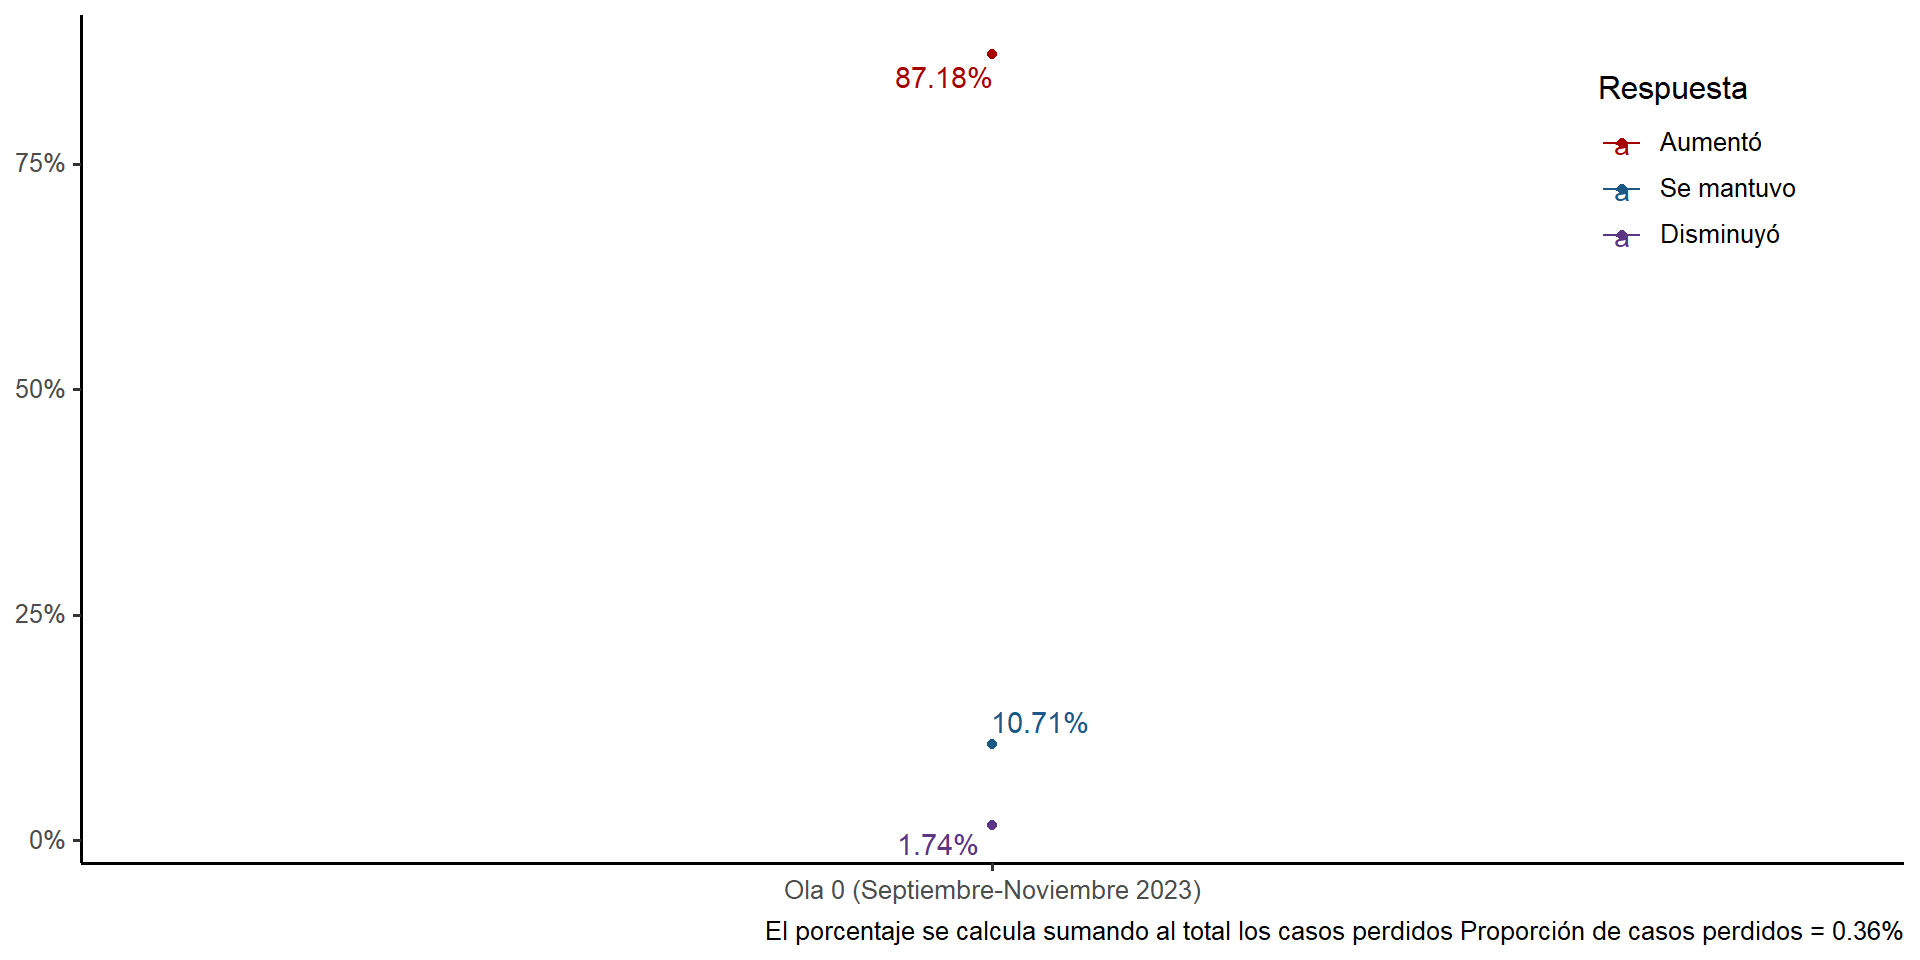 87.18%
Respuesta
a Aumentó
a Se mantuvo
a Disminuyó
75%
50%
25%
10.71%
0%
1.74%
Ola 0 (Septiembre-Noviembre 2023)
El porcentaje se calcula sumando al total los casos perdidos Proporción de casos perdidos = 0.36%